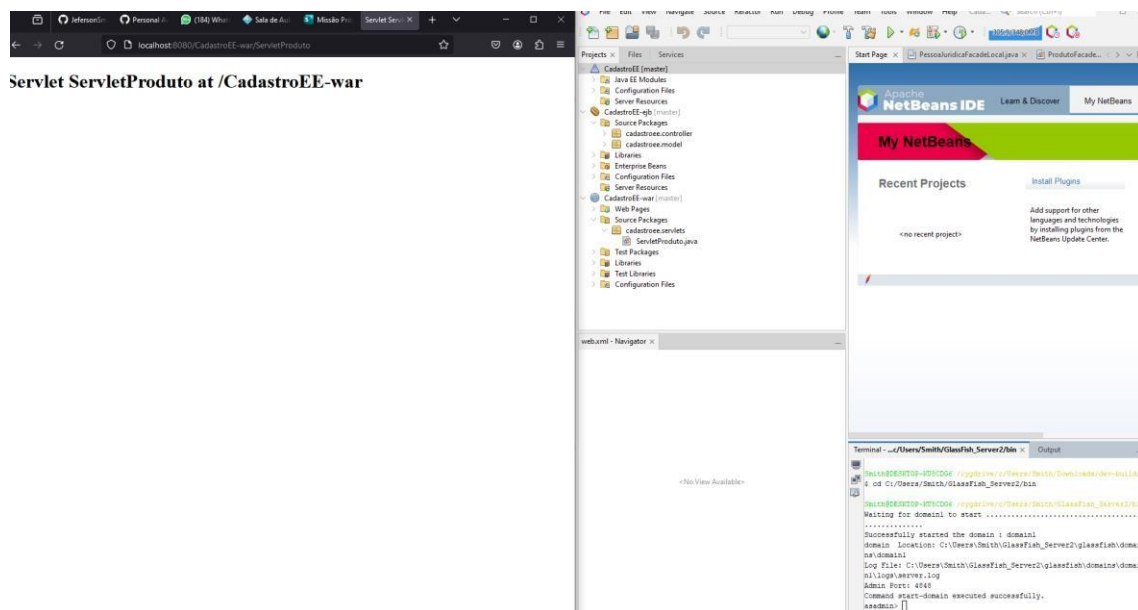 Personal A
(184) What
Sala de Au
Missão Pr
Servlet Servl
localhost:8080/CadastroEE-war/ServletProduto
Servlet ServletProduto at /CadastroEE-war
File Edit View Navigate Source Refactor Run Debug Profile Team Tools Window Help
Projects Files Services
CadastroEE [master]
Java EE Modules
Configuration Files
Server Resources
CadastroEE-ejb [master]
Source Packages
cadastroee.controller
cadastroee.model
Libraries
Enterprise Beans
Configuration Files
Server Resources
CadastroEE-war [master]
Web Pages
Source Packages
cadastroee.servlets
ServletProduto.java
Test Packages
Libraries
Test Libraries
Configuration Files
web.xml - Navigator
<No View Available>
Start Page PessoaJuridicaFacadeLocal.java ProdutoFacade...
Apache
NetBeans IDE Learn & Discover My NetBeans
My NetBeans
Recent Projects
<no recent project>
Install Plugins
Add support for other
languages and technologies
by installing plugins from the
NetBeans Update Center.
Terminal - ...c/Users/Smith/GlassFish_Server2/bin Output
$ cd C:/Users/Smith/GlassFish_Server2/bin
Waiting for domain1 to start ....................................
.............
Successfully started the domain : domain1
domain Location: C:\Users\Smith\GlassFish_Server2\glassfish\domai
ns\domain1
Log File: C:\Users\Smith\GlassFish_Server2\glassfish\domains\domai
n1\logs\server.log
Admin Port: 4848
Command start-domain executed successfully.
asadmin>